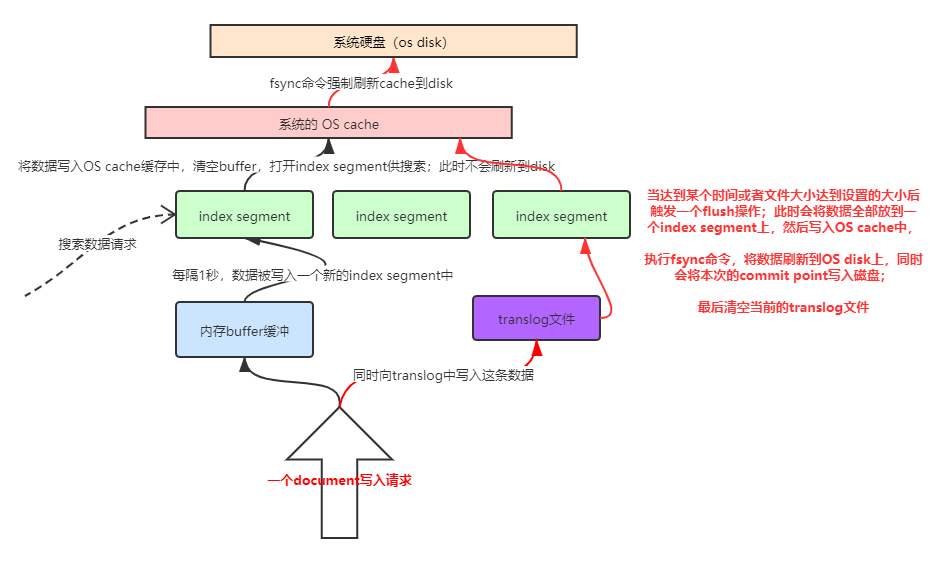 系统硬盘（os disk）
fsync命令强制刷新cache到disk
系统的 OS cache
将数据写入OS cache缓存中，清空buffer，打开index segment供搜索；此时不会刷新到disk
index segment
index segment
index segment
当达到某个时间或者文件大小达到设置的大小后
触发一个flush操作；此时会将数据全部放到一
个index segment上，然后写入OS cache中，
执行fsync命令，将数据刷新到OS disk上，同时
会将本次的commit point写入磁盘；
最后清空当前的translog文件
搜索数据请求
每隔1秒，数据被写入一个新的index segment中
内存buffer缓冲
translog文件
同时向translog中写入这条数据
一个document写入请求